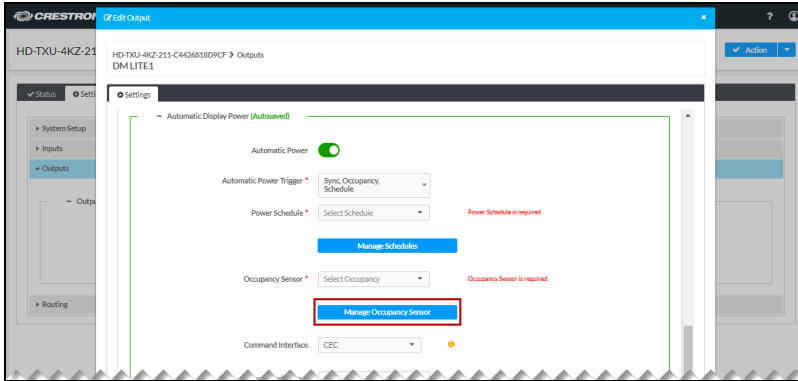 CRESTRON
Edit Output
×
?
HD-TXU-4KZ-21
HD-TXU-4KZ-211-C4426818D9CF > Outputs
DM LITE1
Action
Status
Setti
Settings
System Setup
Inputs
Outputs
Outpu
Routing
Automatic Display Power (Autosaved)
Automatic Power
Automatic Power Trigger *
Sync, Occupancy,
Schedule
Power Schedule *
Select Schedule
Power Schedule is required
Manage Schedules
Occupancy Sensor *
Select Occupancy
Occupancy Sensor is required
Manage Occupancy Sensor
Command Interface
CEC